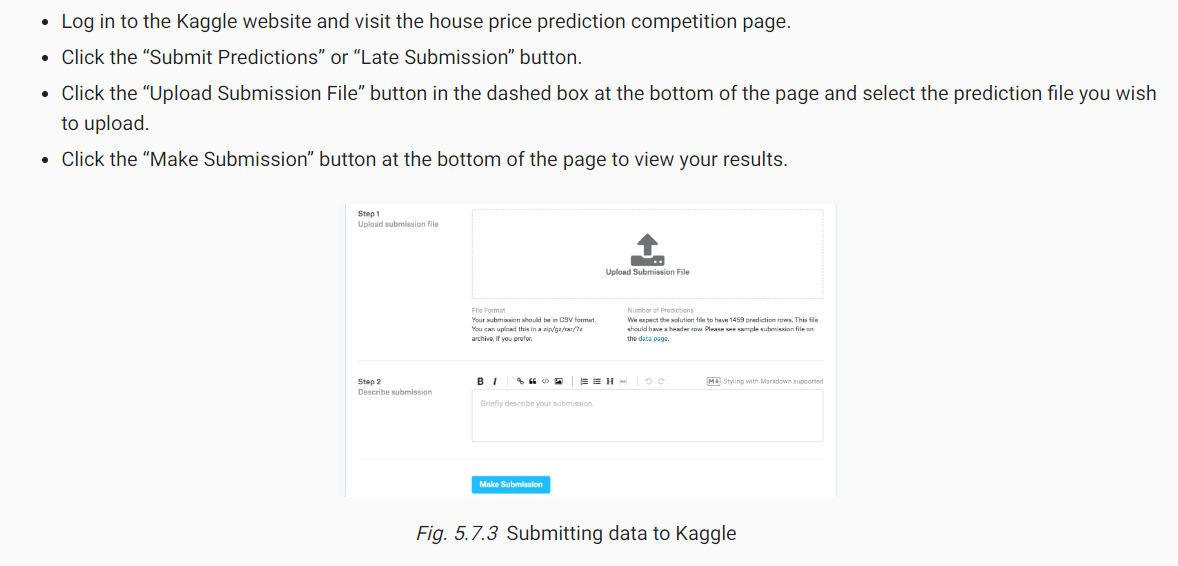 Log in to the Kaggle website and visit the house price prediction competition page.
Click the “Submit Predictions” or “Late Submission” button.
Click the “Upload Submission File” button in the dashed box at the bottom of the page and select the prediction file you wish
to upload.
Click the “Make Submission” button at the bottom of the page to view your results.
Step 1
Upload submission file
Upload Submission File
File Format
Your submission should be in CSV format.
You can upload this in a zip/gz/rar/7z
archive, if you prefer.
Number of Predictions
We expect the solution file to have 1459 prediction rows. This file
should have a header row. Please see sample submission file on
the data page.
Step 2
Describe submission
B I </> H M Styling with Markdown supported
Briefly describe your submission.
Make Submission
Fig. 5.7.3 Submitting data to Kaggle